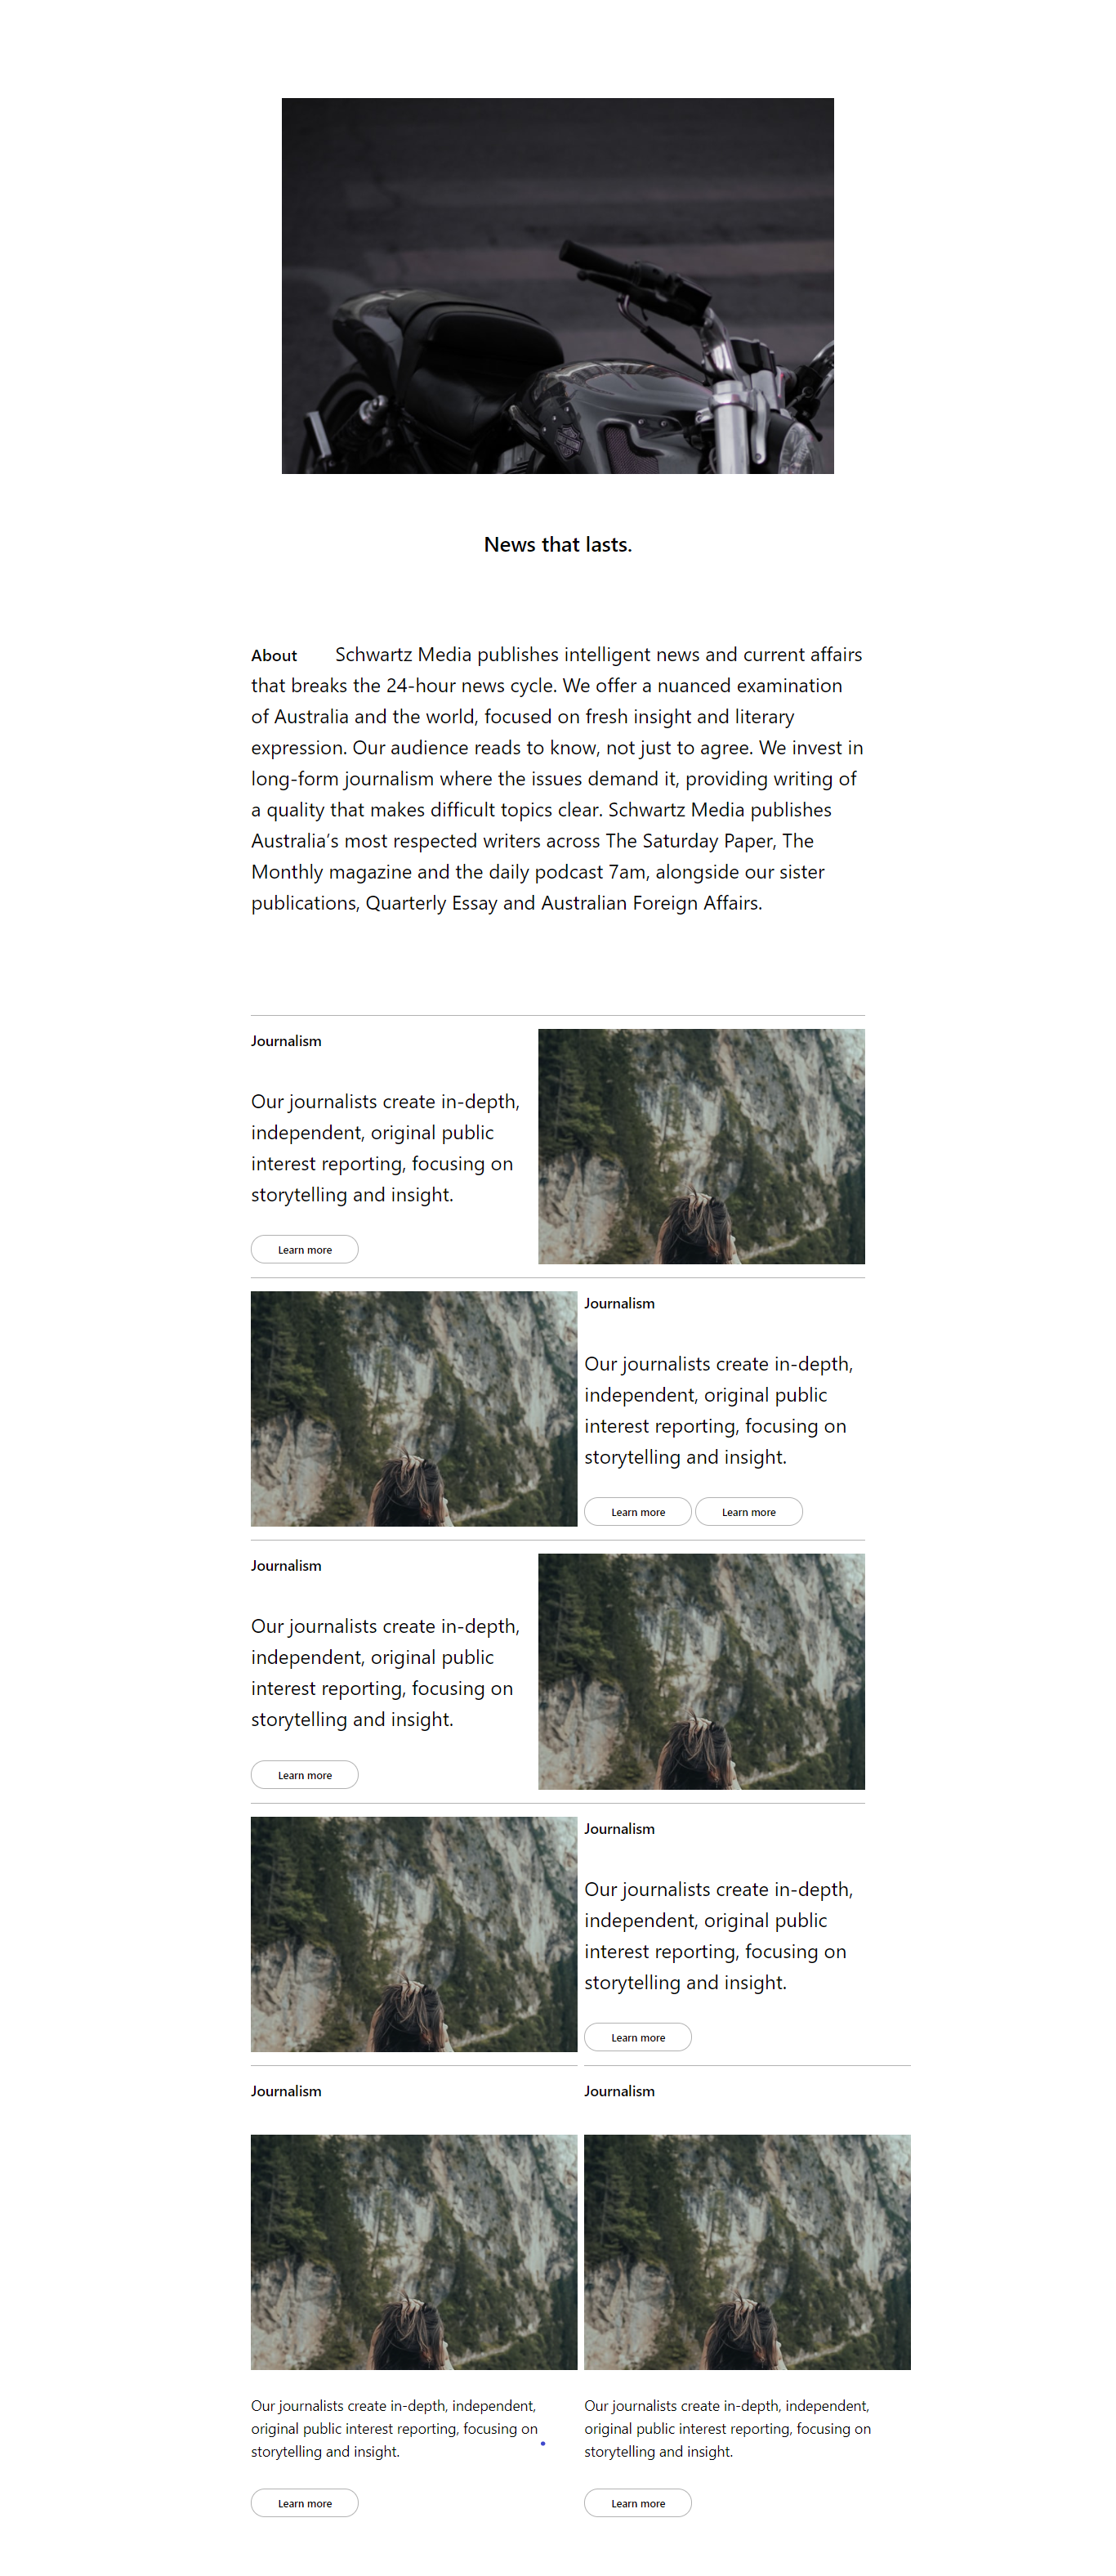 News that lasts.
About Schwartz Media publishes intelligent news and current affairs
that breaks the 24-hour news cycle. We offer a nuanced examination
of Australia and the world, focused on fresh insight and literary
expression. Our audience reads to know, not just to agree. We invest in
long-form journalism where the issues demand it, providing writing of
a quality that makes difficult topics clear. Schwartz Media publishes
Australia’s most respected writers across The Saturday Paper, The
Monthly magazine and the daily podcast 7am, alongside our sister
publications, Quarterly Essay and Australian Foreign Affairs.
Journalism
Our journalists create in-depth,
independent, original public
interest reporting, focusing on
storytelling and insight.
Learn more
Journalism
Our journalists create in-depth,
independent, original public
interest reporting, focusing on
storytelling and insight.
Learn more Learn more
Journalism
Our journalists create in-depth,
independent, original public
interest reporting, focusing on
storytelling and insight.
Learn more
Journalism
Our journalists create in-depth,
independent, original public
interest reporting, focusing on
storytelling and insight.
Learn more
Journalism
Our journalists create in-depth, independent,
original public interest reporting, focusing on
storytelling and insight.
Learn more
Journalism
Our journalists create in-depth, independent,
original public interest reporting, focusing on
storytelling and insight.
Learn more